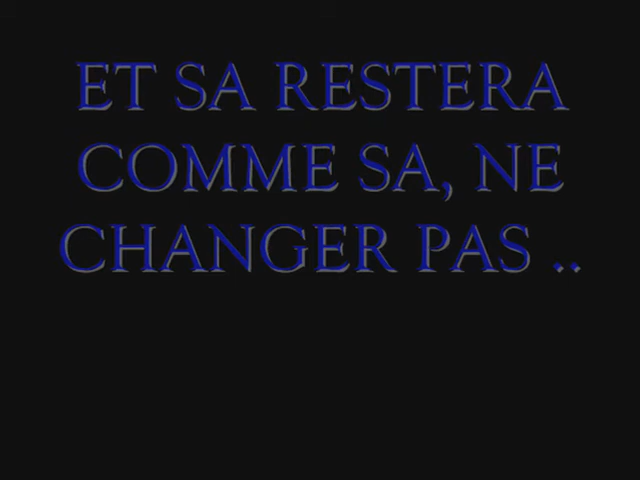 ET SA RESTERA
COMME SA, NE
CHANGER PAS ..